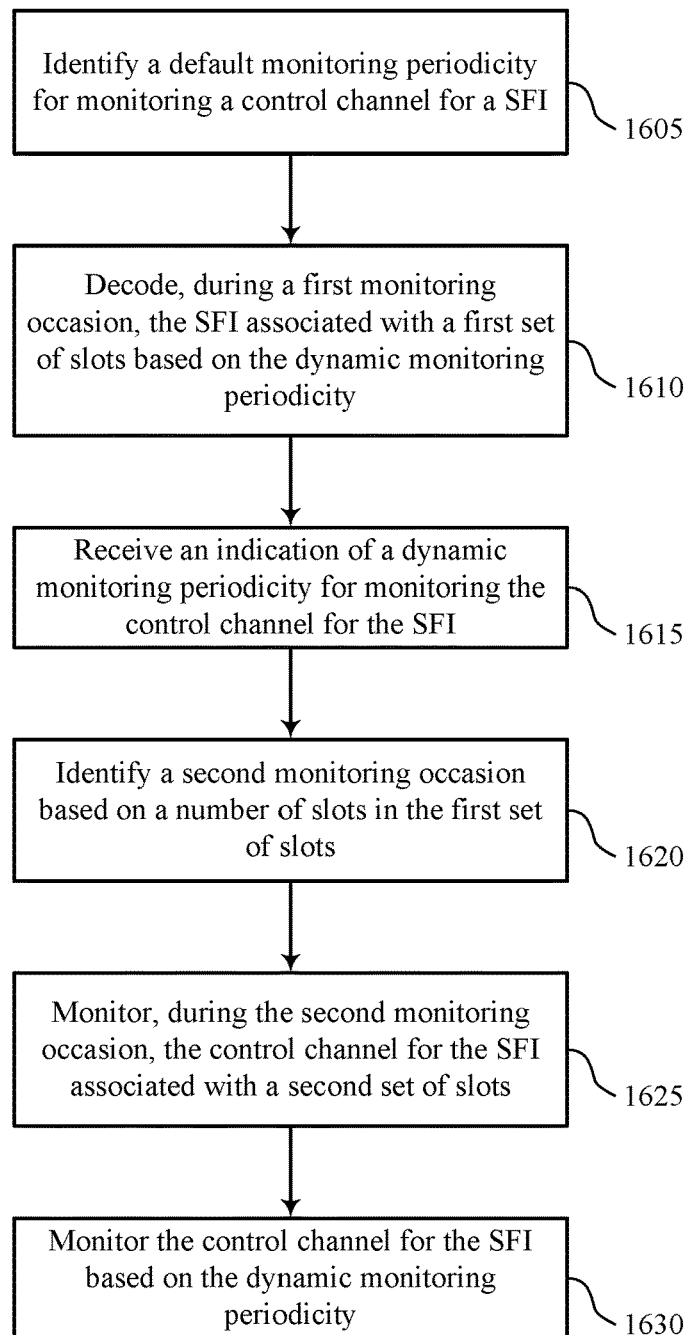 Identify a default monitoring periodicity
for monitoring a control channel for a SFI
1605
Decode, during a first monitoring
occasion, the SFI associated with a first set
of slots based on the dynamic monitoring
periodicity
1610
Receive an indication of a dynamic
monitoring periodicity for monitoring the
control channel for the SFI
1615
Identify a second monitoring occasion
based on a number of slots in the first set
of slots
1620
Monitor, during the second monitoring
occasion, the control channel for the SFI
associated with a second set of slots
1625
Monitor the control channel for the SFI
based on the dynamic monitoring
periodicity
1630